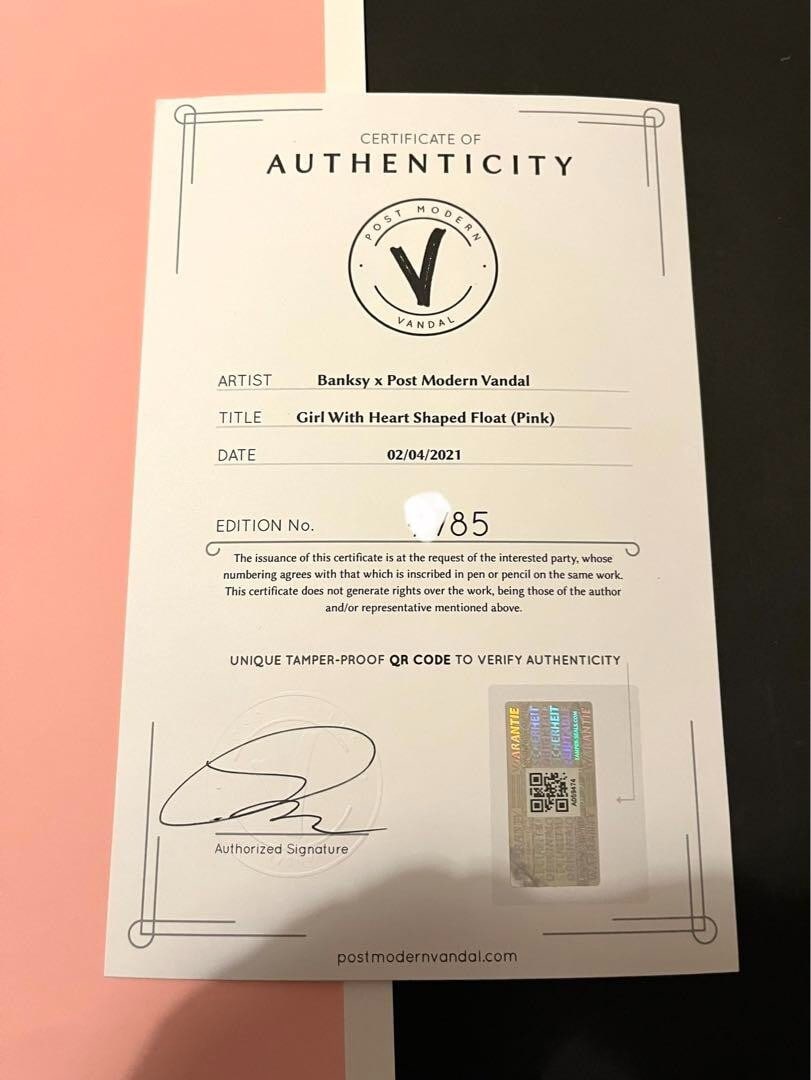 CERTIFICATE OF
AUTHENTICITY
POST MODERN
V
VANDAL
ARTIST Banksy x Post Modern Vandal
TITLE Girl With Heart Shaped Float (Pink)
DATE 02/04/2021
EDITION No. /85
The issuance of this certificate is at the request of the interested party, whose
numbering agrees with that which is inscribed in pen or pencil on the same work.
This certificate does not generate rights over the work, being those of the author
and/or representative mentioned above.
UNIQUE TAMPER-PROOF QR CODE TO VERIFY AUTHENTICITY
Authorized Signature
postmodernvandal.com